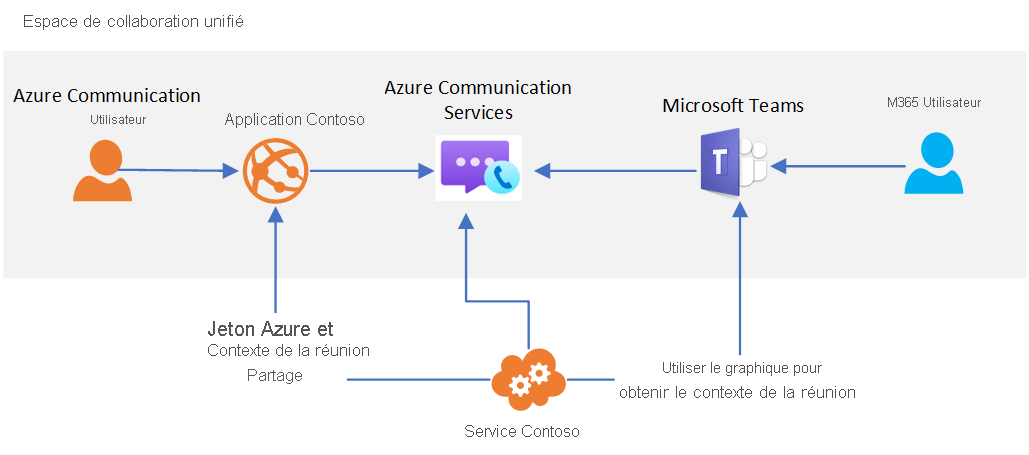 Espace de collaboration unifié
Azure Communication
Utilisateur
Application Contoso
Azure Communication
Services
Microsoft Teams
M365 Utilisateur
T
Jeton Azure et
Contexte de la réunion
Partage
Utiliser le graphique pour
obtenir le contexte de la réunion
Service Contoso